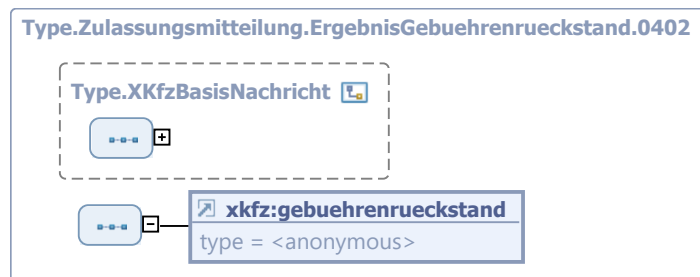 Type.Zulassungsmitteilung.ErgebnisGebuehrenrueckstand.0402
Type.XKfzBasisNachricht
xkfz:gebuehrenrueckstand
type = <anonymous>